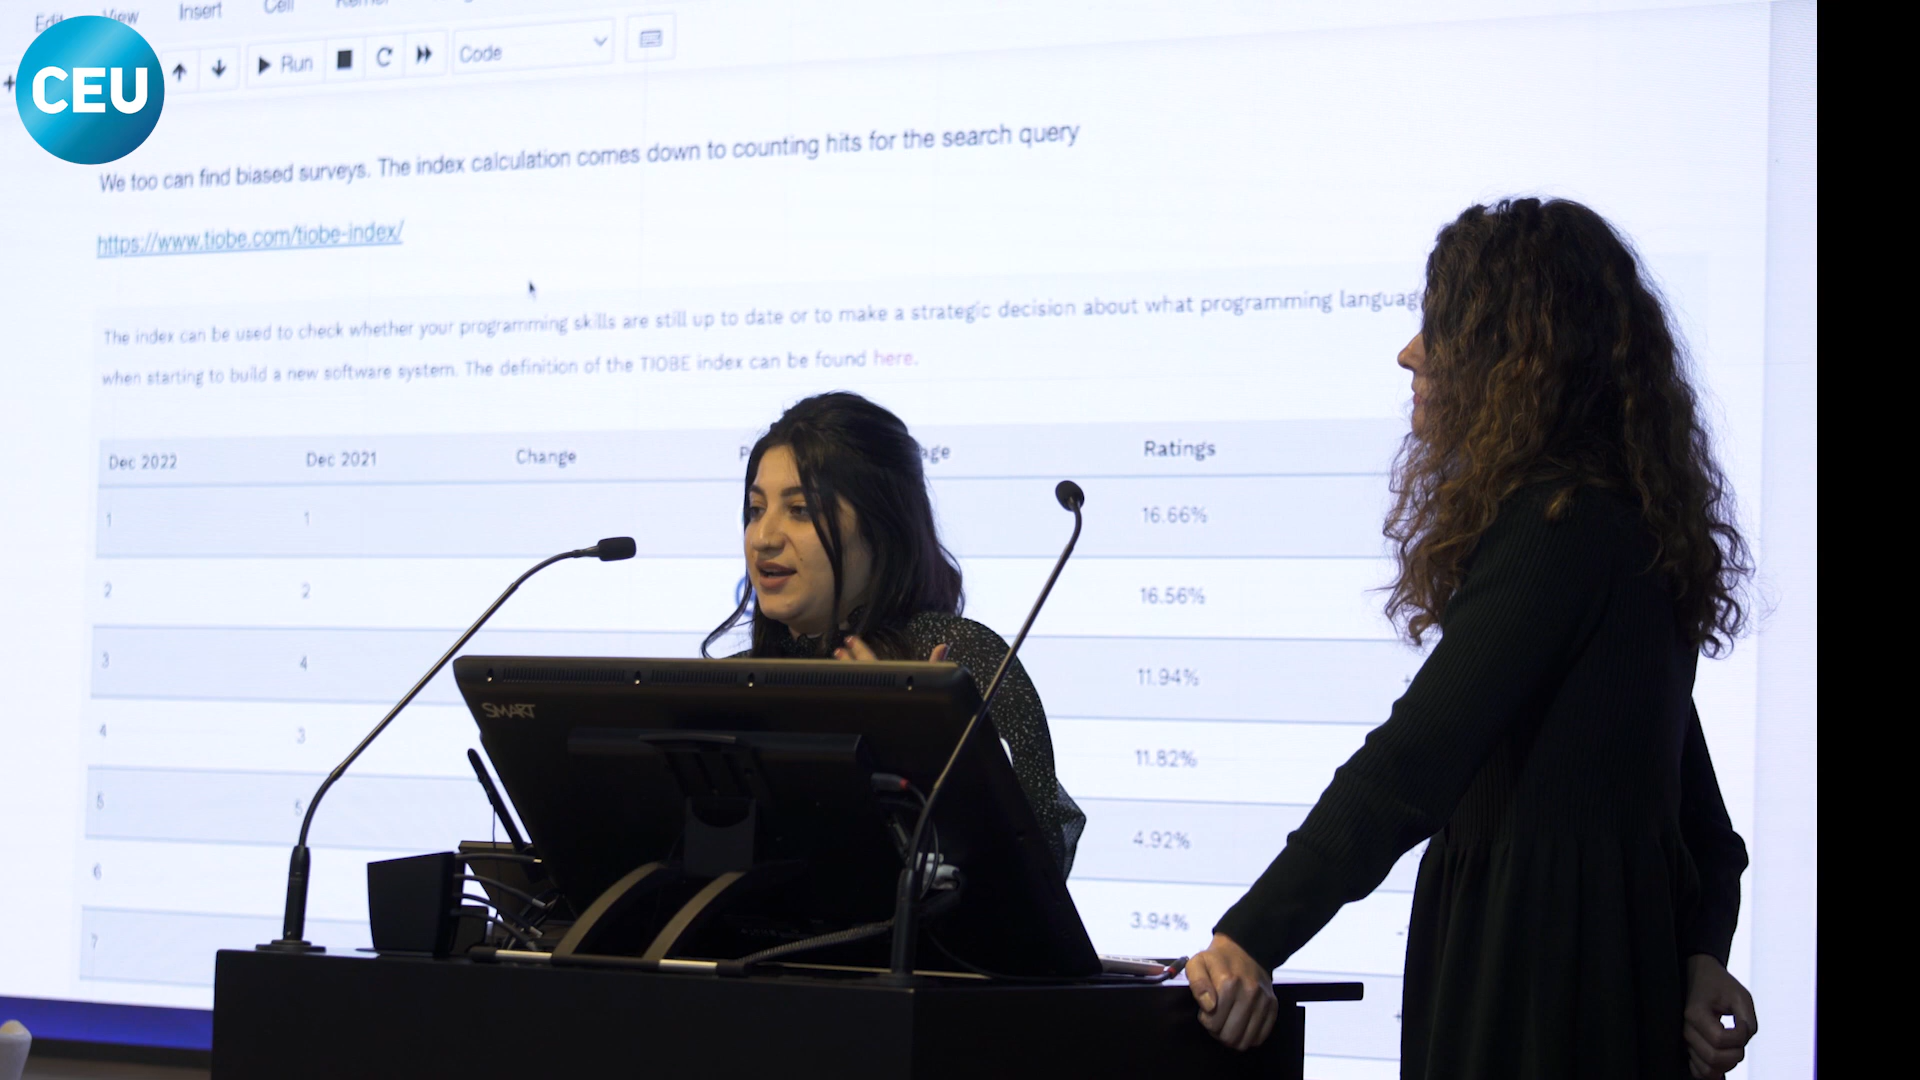 Edit View Insert Cell Kernel
CEU
Run Code
We too can find biased surveys. The index calculation comes down to counting hits for the search query
https://www.tiobe.com/tiobe-index/
The index can be used to check whether your programming skills are still up to date or to make a strategic decision about what programming languag
when starting to build a new software system. The definition of the TIOBE index can be found here.
Dec 2022 Dec 2021 Change P age Ratings
1 1 16.66%
2 2 16.56%
3 4 11.94% +
4 3 11.82%
5 5 4.92%
6 3.94% -
7 +
SMART